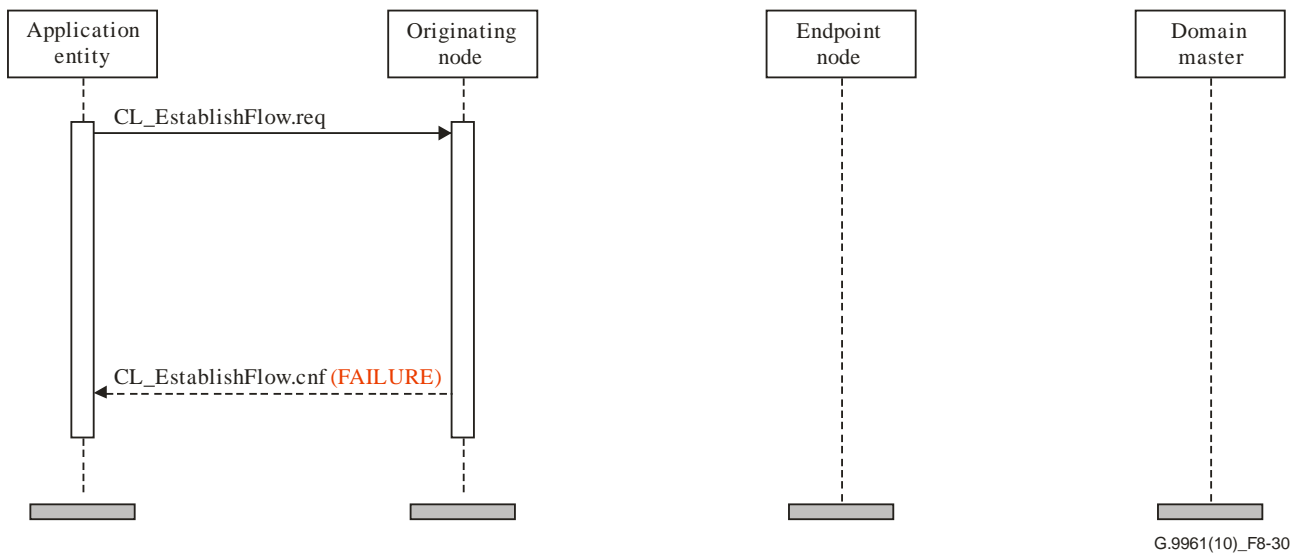 Application
entity
Originating
node
Endpoint
node
Domain
master
CL_EstablishFlow.req
CL_EstablishFlow.cnf (FAILURE)
G.9961(10)_F8-30